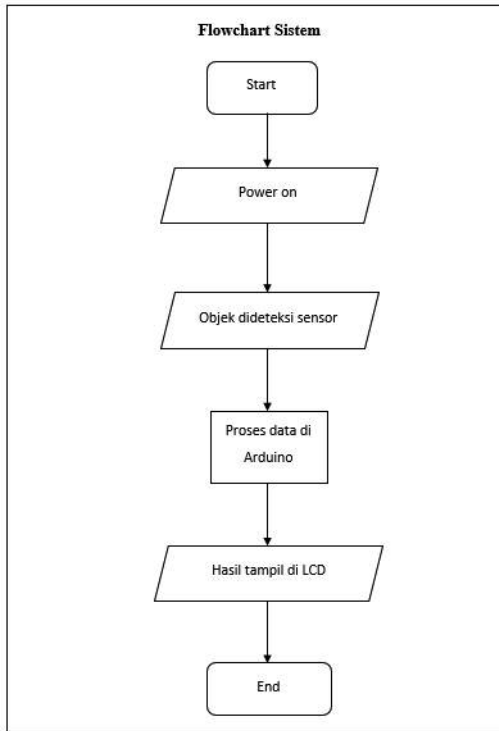 Flowchart Sistem
Start
Power on
Objek dideteksi sensor
Proses data di
Arduino
Hasil tampil di LCD
End